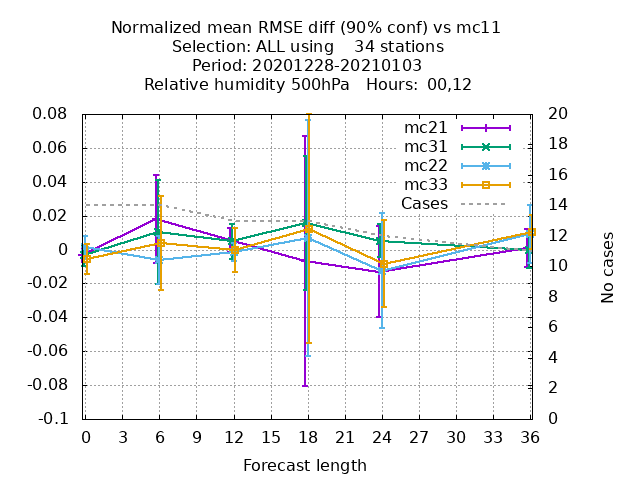 Normalized mean RMSE diff (90% conf) vs mc11
Selection: ALL using    34 stations
Period: 20201228-20210103
Relative humidity 500hPa   Hours:  00,12
0.08
0.06
0.04
0.02
0
-0.02
-0.04
-0.06
-0.08
-0.1
mc21
mc31
mc22
mc33
Cases
20
18
16
14
12
10
8
6
4
2
0
No cases
0 3 6 9 12 15 18 21 24 27 30 33 36
Forecast length